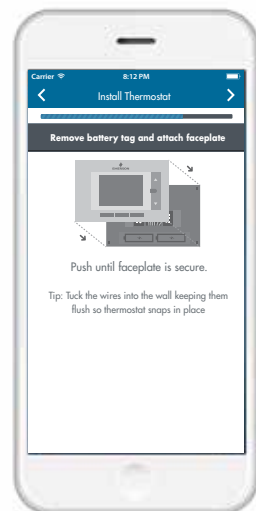 Carrier 8:12 PM
Install Thermostat
Remove battery tag and attach faceplate
EMERSON
Push until faceplate is secure.
Tip: Tuck the wires into the wall keeping them
flush so thermostat snaps in place